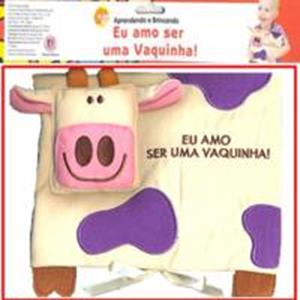 Aprendendo e Brincando
Eu amo ser
uma Vaquinha!
EU AMO
SER UMA VAQUINHA!